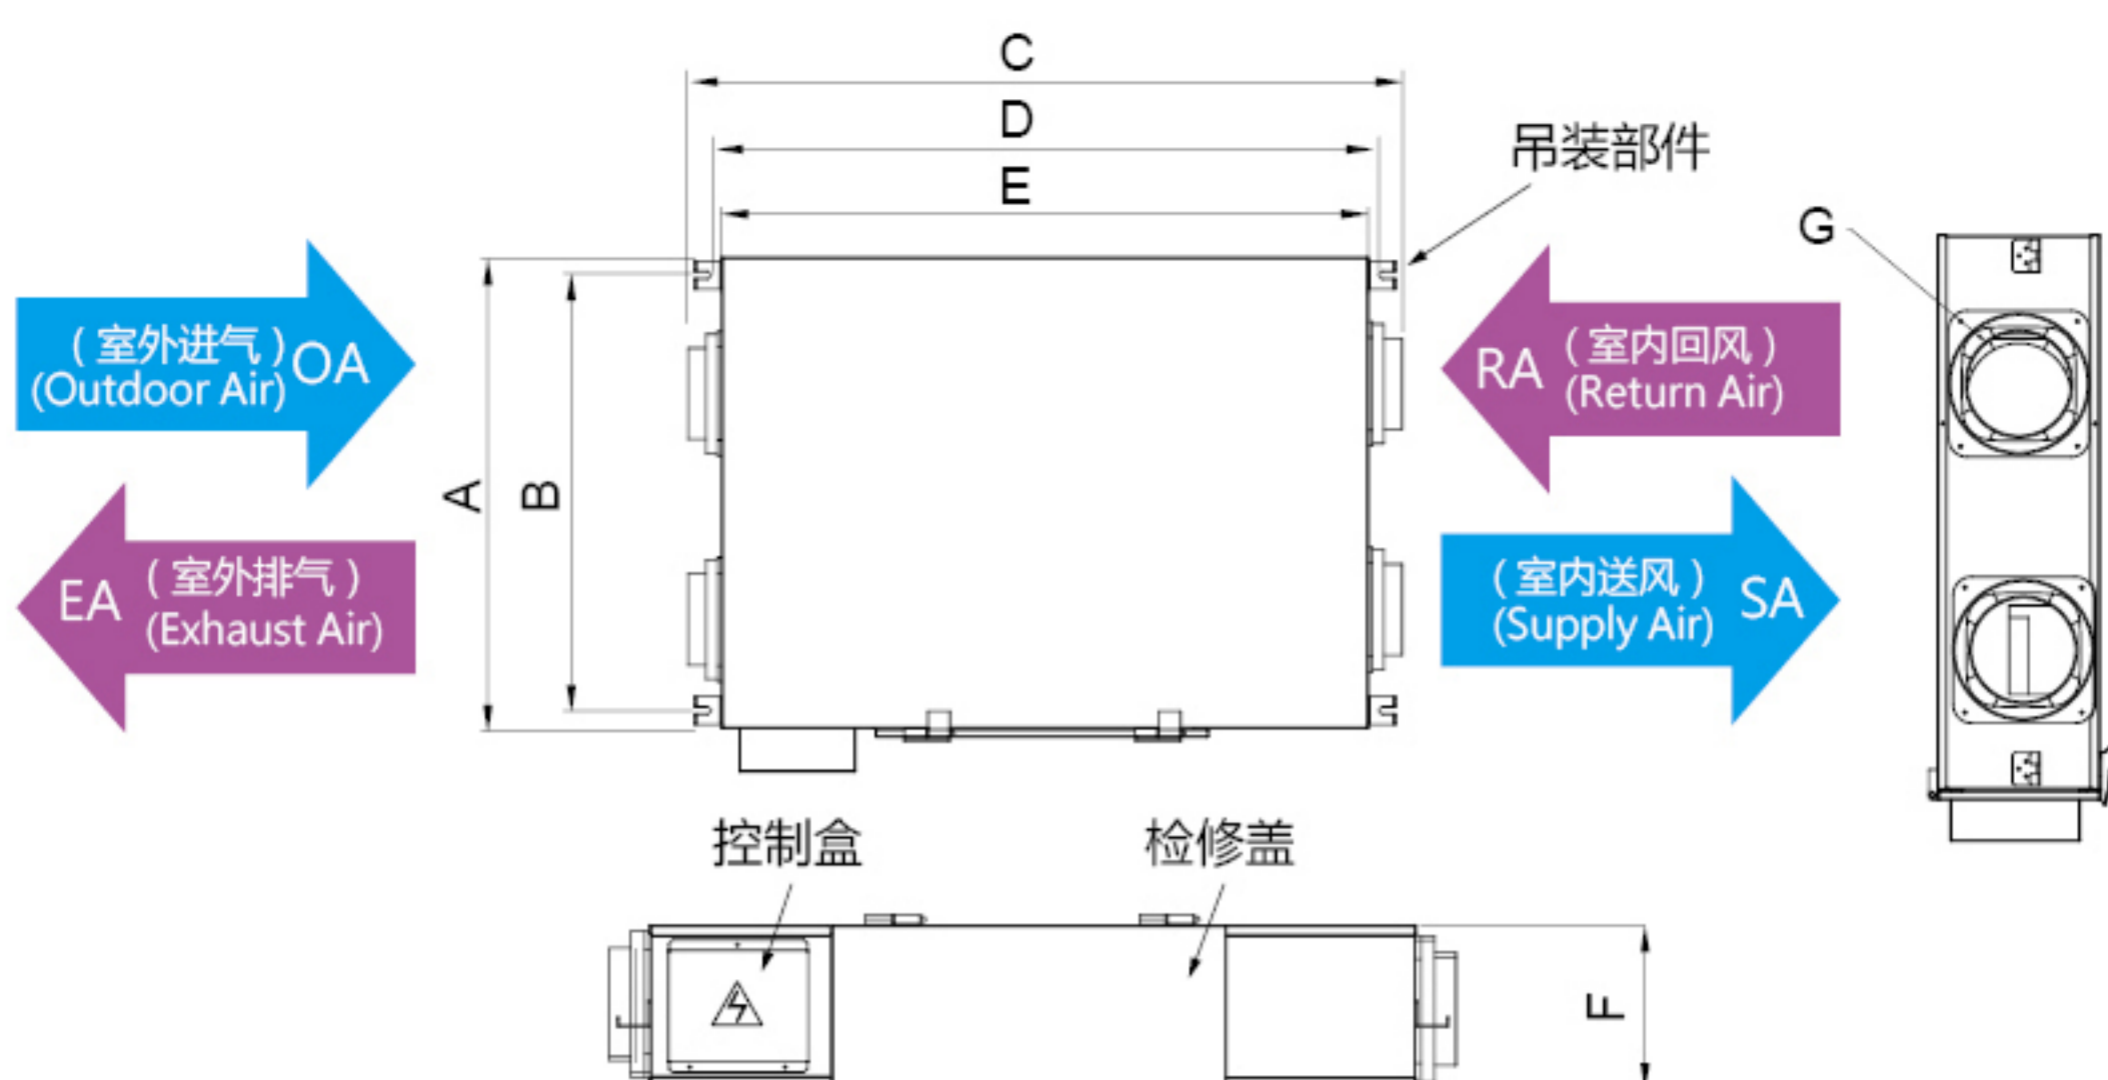 C
D
E
吊装部件
G
（室外进气）
(Outdoor Air)
OA
RA
（室内回风）
(Return Air)
A
B
EA
（室外排气）
(Exhaust Air)
（室内送风）
(Supply Air)
SA
控制盒
检修盖
F